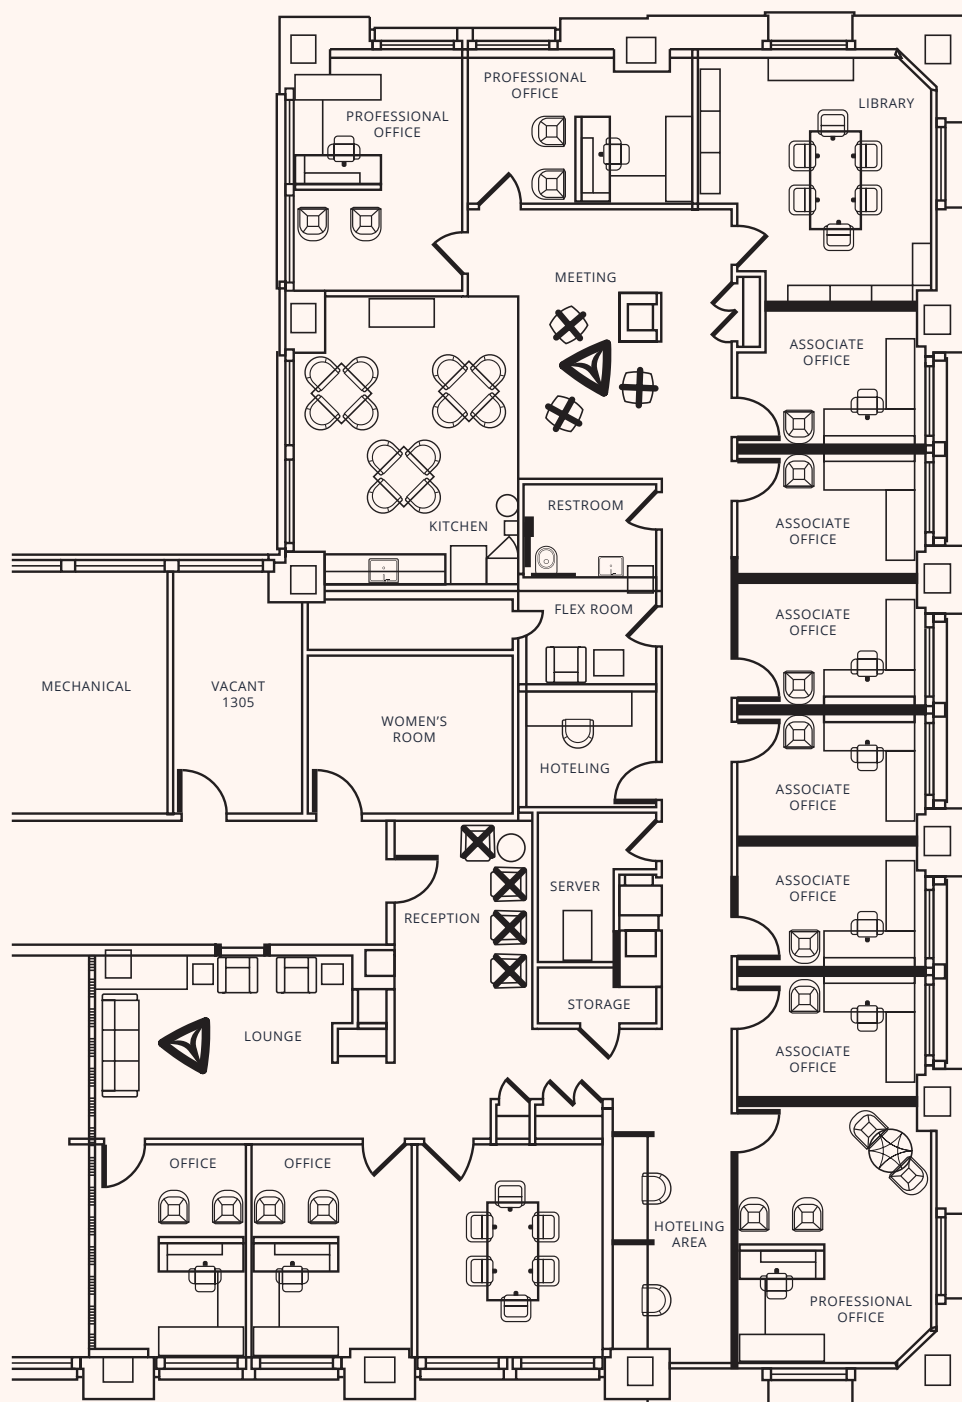 PROFESSIONAL
OFFICE
PROFESSIONAL
OFFICE
LIBRARY
MEETING
ASSOCIATE
OFFICE
KITCHEN
RESTROOM
ASSOCIATE
OFFICE
FLEX ROOM
ASSOCIATE
OFFICE
MECHANICAL
VACANT
1305
WOMEN’S
ROOM
HOTELING
ASSOCIATE
OFFICE
RECEPTION
SERVER
ASSOCIATE
OFFICE
STORAGE
LOUNGE
ASSOCIATE
OFFICE
OFFICE
OFFICE
HOTELING
AREA
PROFESSIONAL
OFFICE